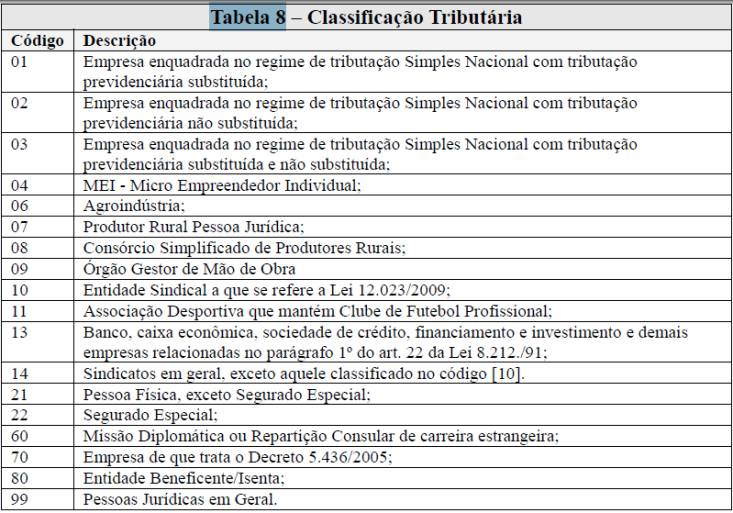 Tabela 8 – Classificação Tributária
Código Descrição
01 Empresa enquadrada no regime de tributação Simples Nacional com tributação
previdenciária substituída;
02 Empresa enquadrada no regime de tributação Simples Nacional com tributação
previdenciária não substituída;
03 Empresa enquadrada no regime de tributação Simples Nacional com tributação
previdenciária substituída e não substituída;
04 MEI - Micro Empreendedor Individual;
06 Agroindústria;
07 Produtor Rural Pessoa Jurídica;
08 Consórcio Simplificado de Produtores Rurais;
09 Órgão Gestor de Mão de Obra
10 Entidade Sindical a que se refere a Lei 12.023/2009;
11 Associação Desportiva que mantém Clube de Futebol Profissional;
13 Banco, caixa econômica, sociedade de crédito, financiamento e investimento e demais
empresas relacionadas no parágrafo 1º do art. 22 da Lei 8.212./91;
14 Sindicatos em geral, exceto aquele classificado no código [10].
21 Pessoa Física, exceto Segurado Especial;
22 Segurado Especial;
60 Missão Diplomática ou Repartição Consular de carreira estrangeira;
70 Empresa de que trata o Decreto 5.436/2005;
80 Entidade Beneficente/Isenta;
99 Pessoas Jurídicas em Geral.